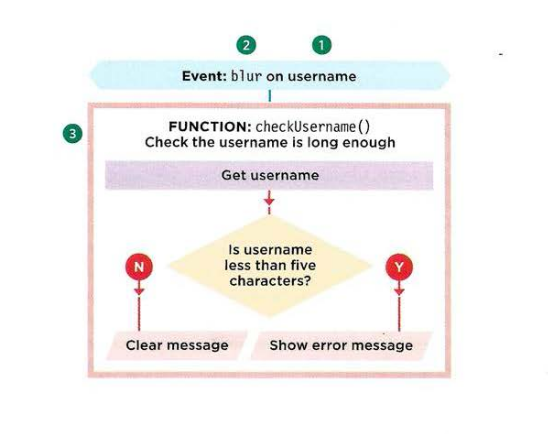 2 1
Event: blur on username
3
FUNCTION: checkUsername()
Check the username is long enough
Get username
Is username
less than five
characters?
N
Y
Clear message
Show error message